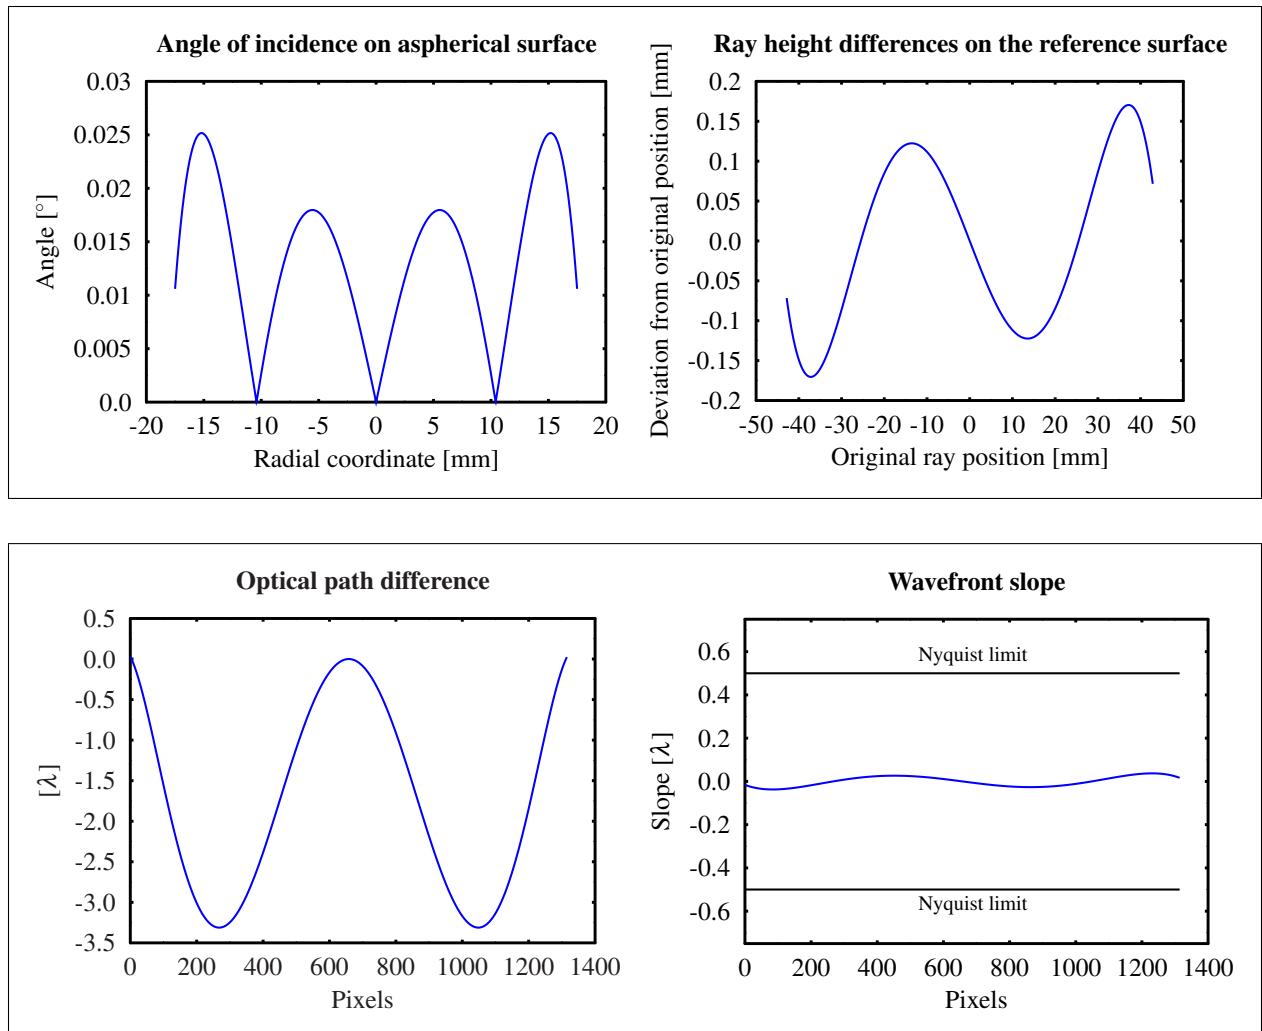 Angle of incidence on aspherical surface
Angle [°]
0.03
0.025
0.02
0.015
0.01
0.005
0.0
-20 -15 -10 -5 0 5 10 15 20
Radial coordinate [mm]
Ray height differences on the reference surface
Deviation from original position [mm]
0.2
0.15
0.1
0.05
0.0
-0.05
-0.1
-0.15
-0.2
-50 -40 -30 -20 -10 0 10 20 30 40 50
Original ray position [mm]
Optical path difference
[λ]
0.5
0.0
-0.5
-1.0
-1.5
-2.0
-2.5
-3.0
-3.5
0 200 400 600 800 1000 1200 1400
Pixels
Wavefront slope
Slope [λ]
0.6
0.4
0.2
0.0
-0.2
-0.4
-0.6
Nyquist limit
Nyquist limit
0 200 400 600 800 1000 1200 1400
Pixels